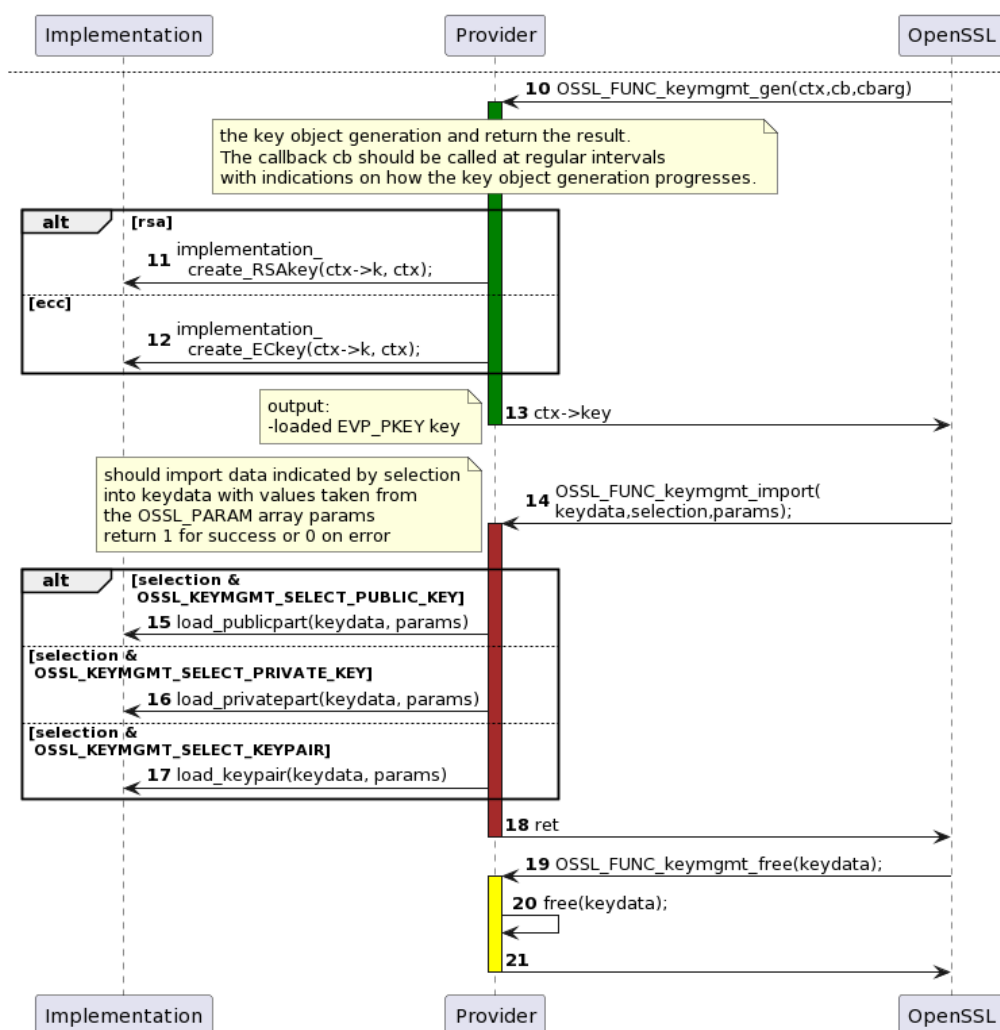 Implementation
Provider
OpenSSL
10 OSSL_FUNC_keymgmt_gen(ctx,cb,cbarg)
the key object generation and return the result.
The callback cb should be called at regular intervals
with indications on how the key object generation progresses.
alt [rsa]
11 implementation_
create_RSAkey(ctx->k, ctx);
[ecc]
12 implementation_
create_ECkey(ctx->k, ctx);
output:
-loaded EVP_PKEY key
13 ctx->key
should import data indicated by selection
into keydata with values taken from
the OSSL_PARAM array params
return 1 for success or 0 on error
14 OSSL_FUNC_keymgmt_import(
keydata,selection,params);
alt [selection &
OSSL_KEYMGMT_SELECT_PUBLIC_KEY]
15 load_publicpart(keydata, params)
[selection &
OSSL_KEYMGMT_SELECT_PRIVATE_KEY]
16 load_privatepart(keydata, params)
[selection &
OSSL_KEYMGMT_SELECT_KEYPAIR]
17 load_keypair(keydata, params)
18 ret
19 OSSL_FUNC_keymgmt_free(keydata);
20 free(keydata);
21
Implementation
Provider
OpenSSL